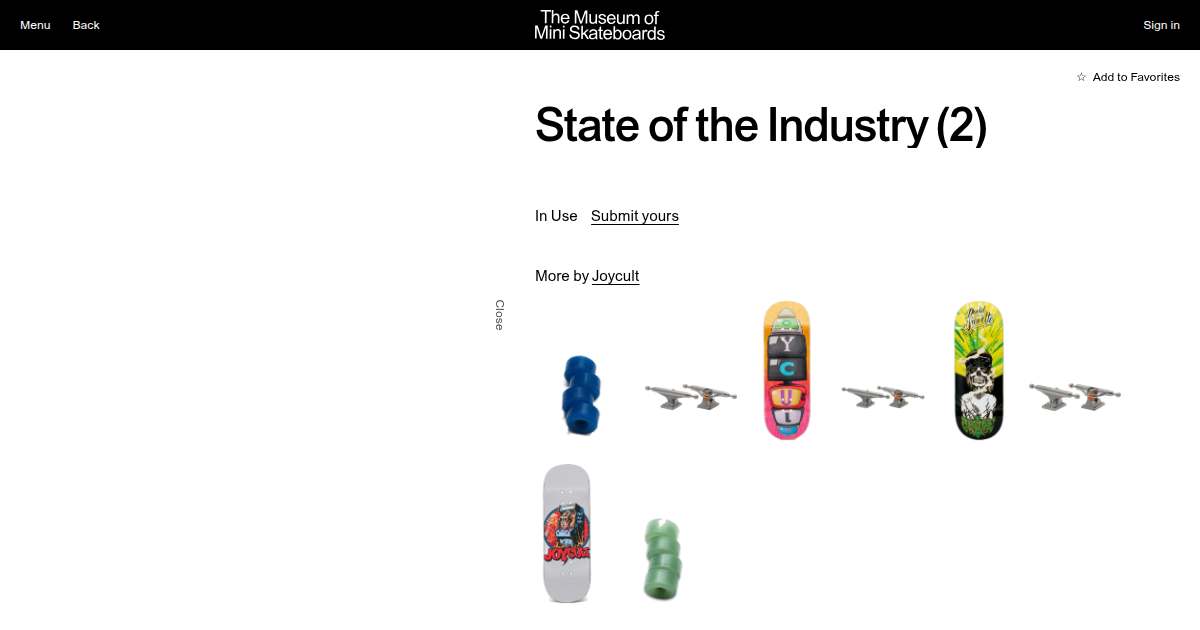 Menu Back
The Museum of
Mini Skateboards
Sign in
☆ Add to Favorites
State of the Industry (2)
In Use Submit yours
More by Joycult
Close
Y
C
U
L